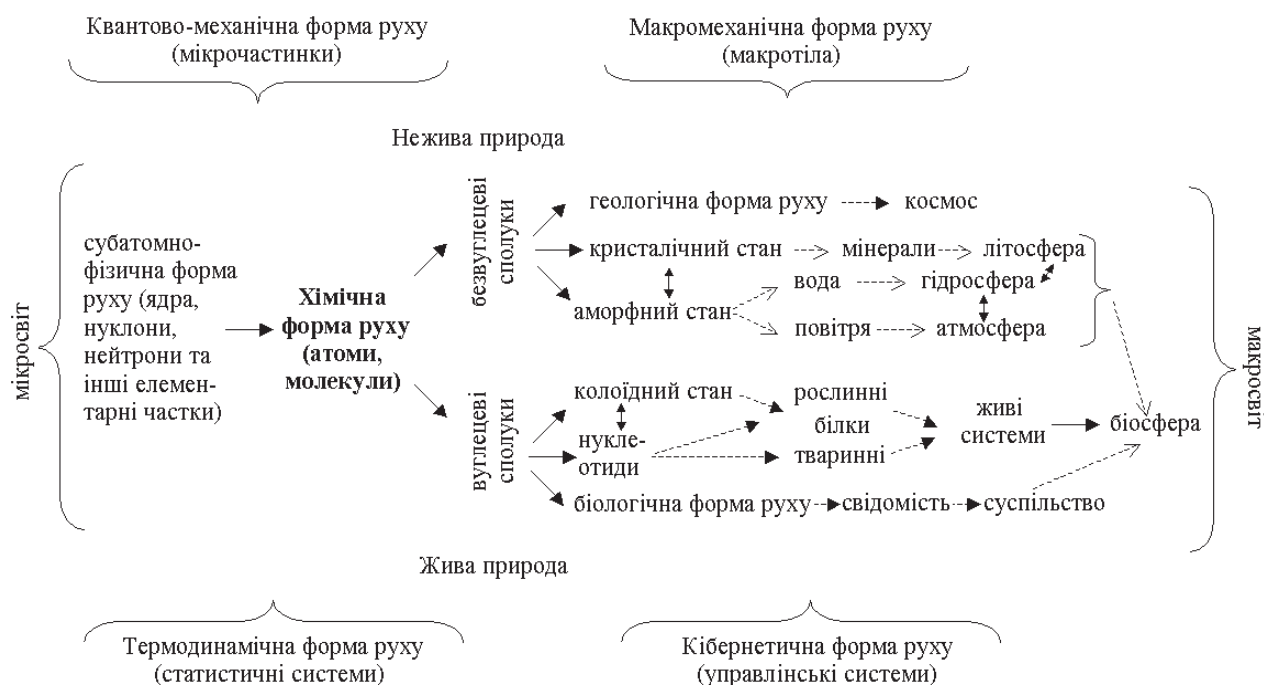 Квантово-механічна форма руху
(мікрочастинки)
Макромеханічна форма руху
(макротіла)
Нежива природа
мікросвіт
субатомно-
фізична форма
руху (ядра,
нуклони,
нейтрони та
інші елемен-
тарні частки)
Хімічна
форма руху
(атоми,
молекули)
безвуглецеві
сполуки
геологічна форма руху
космос
кристалічний стан
мінерали
літосфера
вода
гідросфера
аморфний стан
повітря
атмосфера
вуглецеві
сполуки
колоїдний стан
рослинні
білки
тваринні
нукле-
отиди
живі
системи
біосфера
біологічна форма руху
свідомість
суспільство
макросвіт
Жива природа
Термодинамічна форма руху
(статистичні системи)
Кібернетична форма руху
(управлінські системи)